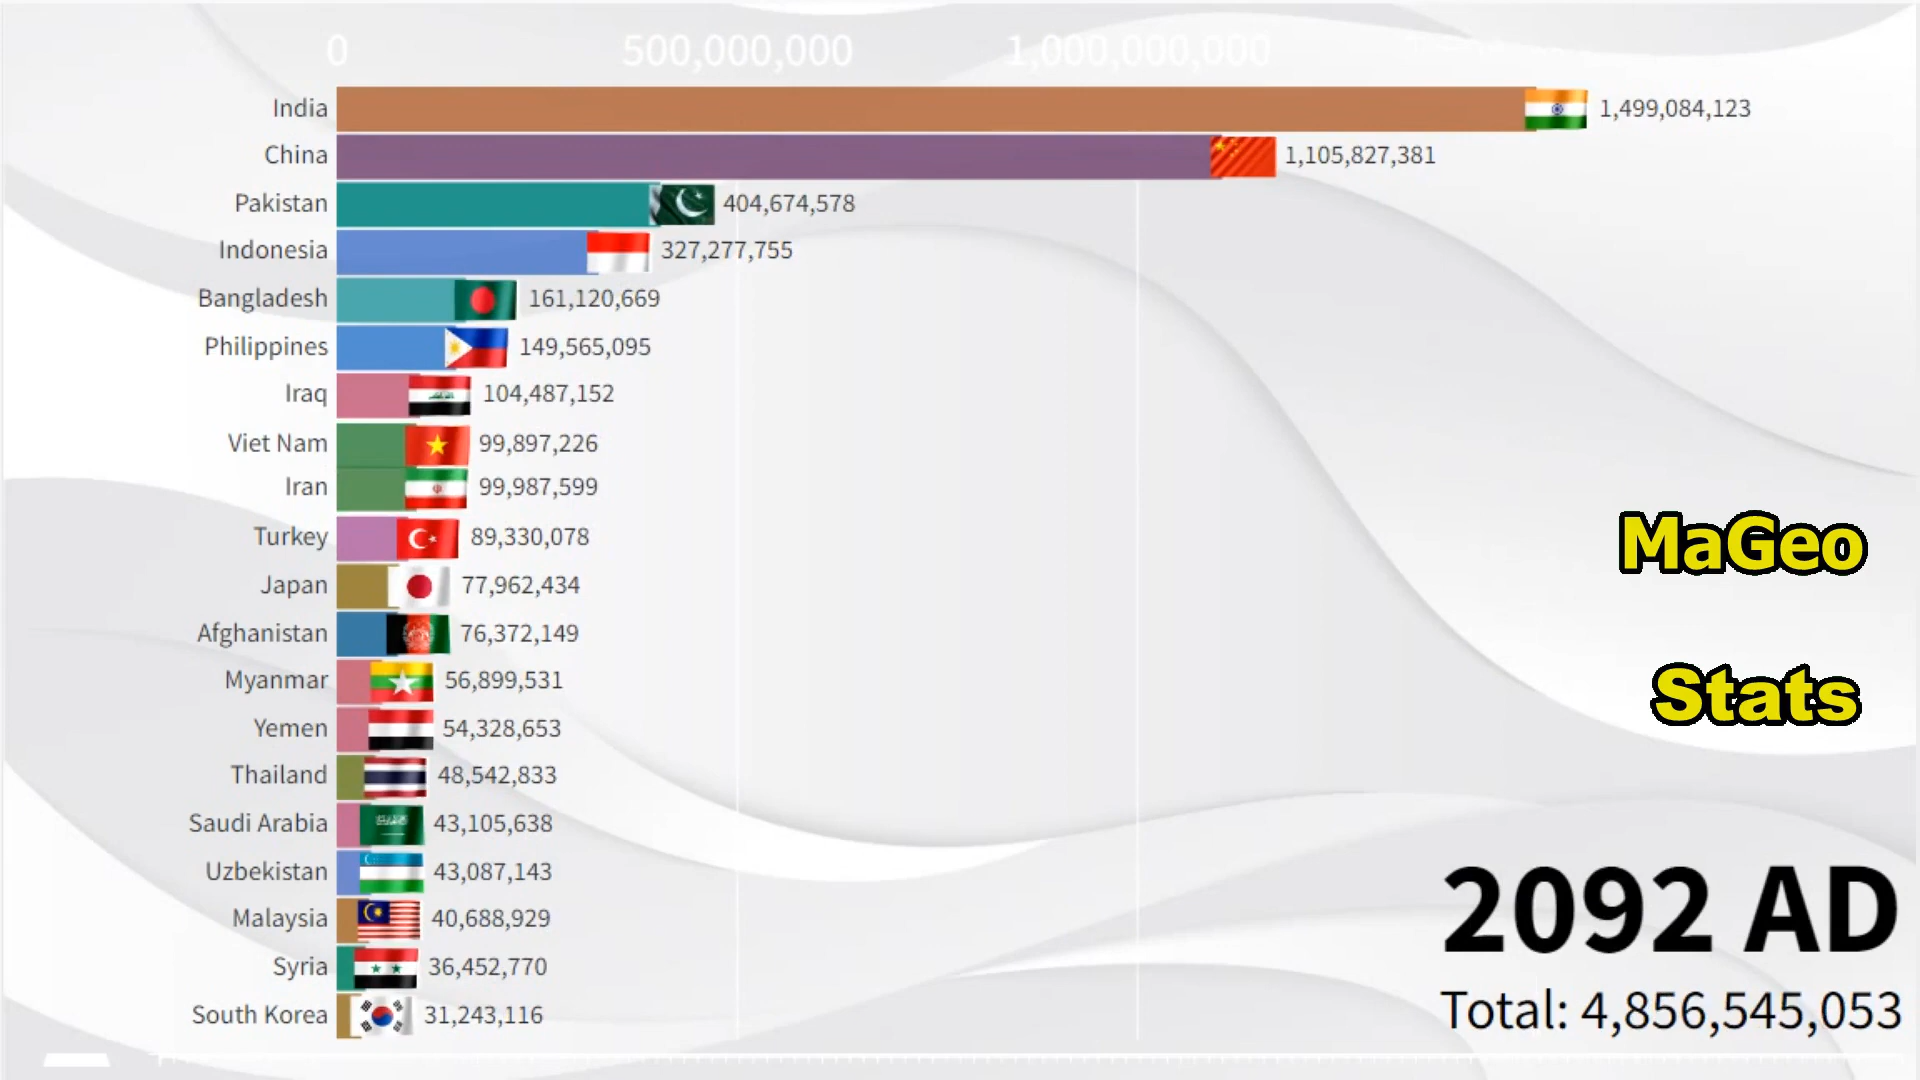 0 500,000,000 1,000,000,000
India 1,499,084,123
China 1,105,827,381
Pakistan 404,674,578
Indonesia 327,277,755
Bangladesh 161,120,669
Philippines 149,565,095
Iraq 104,487,152
Viet Nam 99,897,226
Iran 99,987,599
Turkey 89,330,078
Japan 77,962,434
Afghanistan 76,372,149
Myanmar 56,899,531
Yemen 54,328,653
Thailand 48,542,833
Saudi Arabia 43,105,638
Uzbekistan 43,087,143
Malaysia 40,688,929
Syria 36,452,770
South Korea 31,243,116
MaGeo
Stats
2092 AD
Total: 4,856,545,053